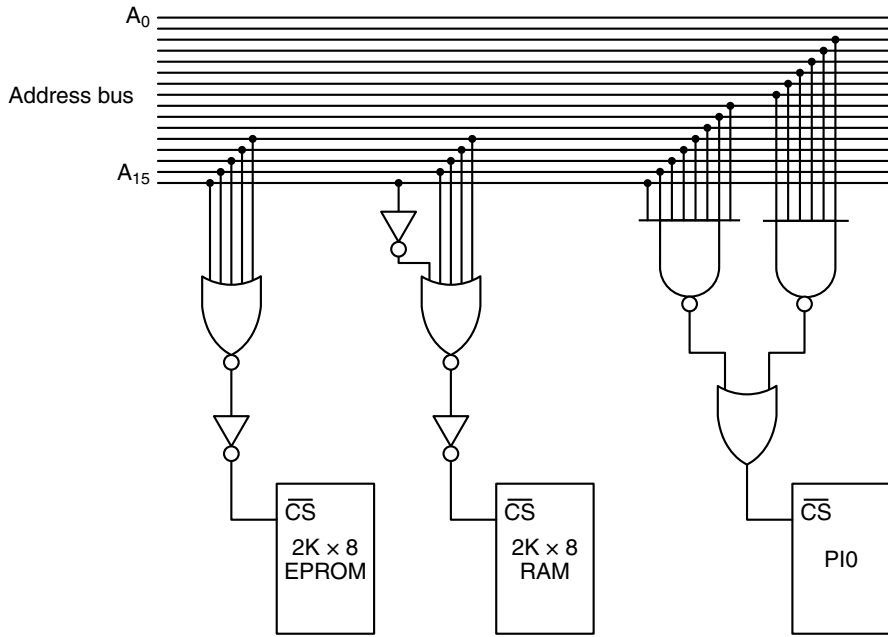 A0
Address bus
A15
CS
2K × 8
EPROM
CS
2K × 8
RAM
CS
PI0